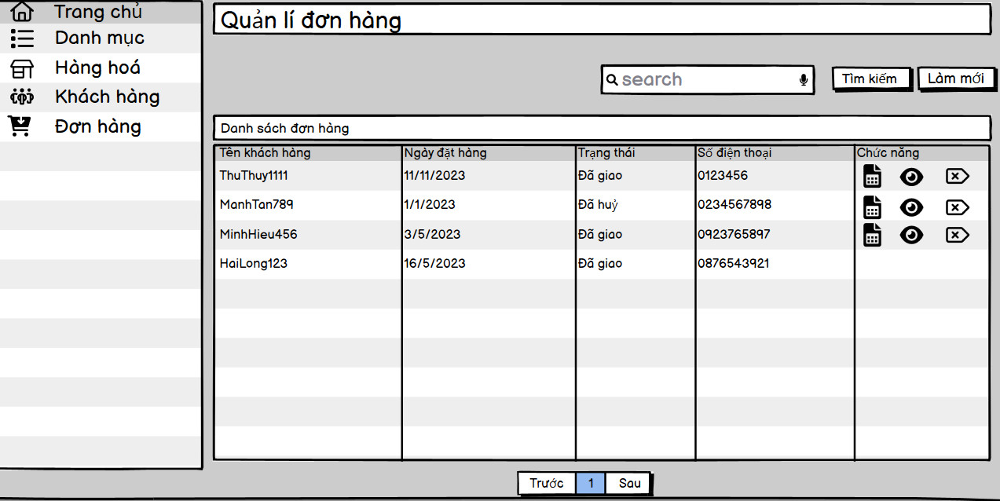 Trang chủ
Danh mục
Hàng hoá
Khách hàng
Đơn hàng
Quản lí đơn hàng
search
Tìm kiếm
Làm mới
Danh sách đơn hàng
Tên khách hàng Ngày đặt hàng Trạng thái Số điện thoại Chức năng
ThuThuy1111 11/11/2023 Đã giao 0123456
ManhTan789 1/1/2023 Đã huỷ 0234567898
MinhHieu456 3/5/2023 Đã giao 0923765897
HaiLong123 16/5/2023 Đã giao 0876543921
Trước 1 Sau